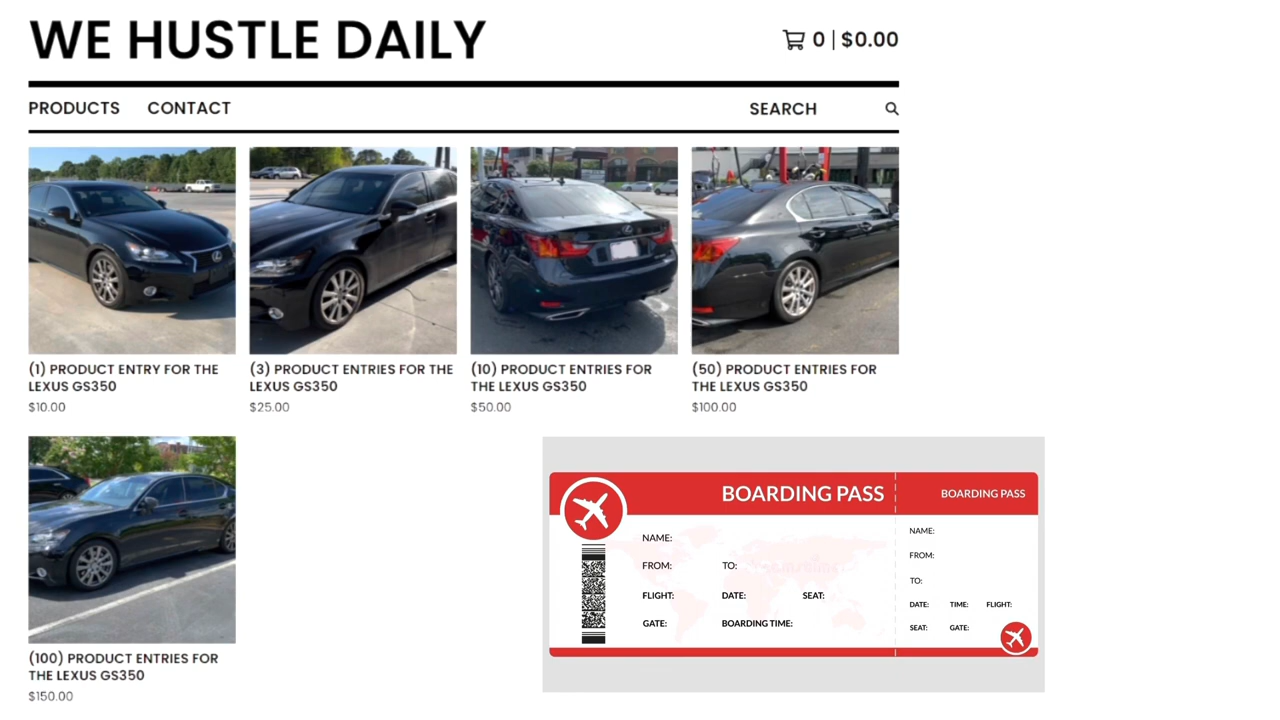 WE HUSTLE DAILY
0 | $0.00
PRODUCTS CONTACT
SEARCH
(1) PRODUCT ENTRY FOR THE
LEXUS GS350
$10.00
(3) PRODUCT ENTRIES FOR THE
LEXUS GS350
$25.00
(10) PRODUCT ENTRIES FOR
THE LEXUS GS350
$50.00
(50) PRODUCT ENTRIES FOR
THE LEXUS GS350
$100.00
(100) PRODUCT ENTRIES FOR
THE LEXUS GS350
$150.00
BOARDING PASS
NAME:
FROM: TO:
FLIGHT: DATE: SEAT:
GATE: BOARDING TIME:
BOARDING PASS
NAME:
FROM:
TO:
DATE: TIME: FLIGHT:
SEAT: GATE: